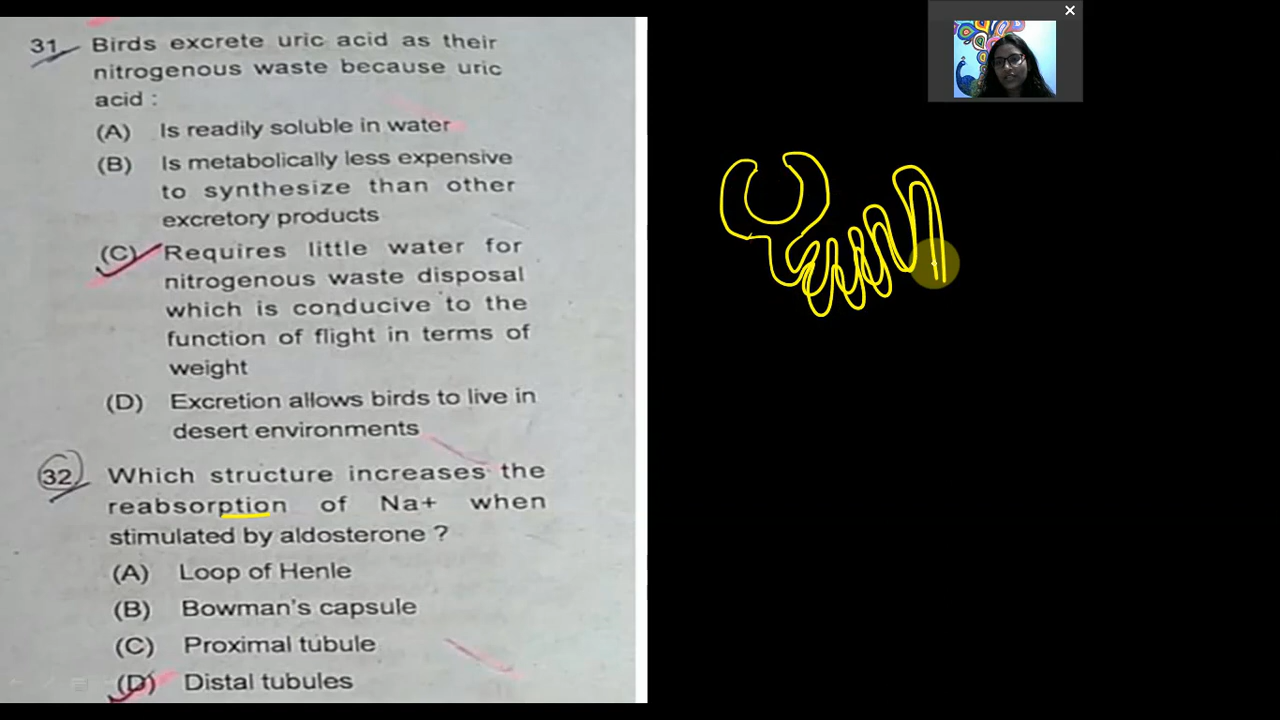 31. Birds excrete uric acid as their
nitrogenous waste because uric
acid :
(A) Is readily soluble in water
(B) Is metabolically less expensive
to synthesize than other
excretory products
(C) Requires little water for
nitrogenous waste disposal
which is conducive to the
function of flight in terms of
weight
(D) Excretion allows birds to live in
desert environments
32. Which structure increases the
reabsorption of Na+ when
stimulated by aldosterone ?
(A) Loop of Henle
(B) Bowman's capsule
(C) Proximal tubule
(D) Distal tubules